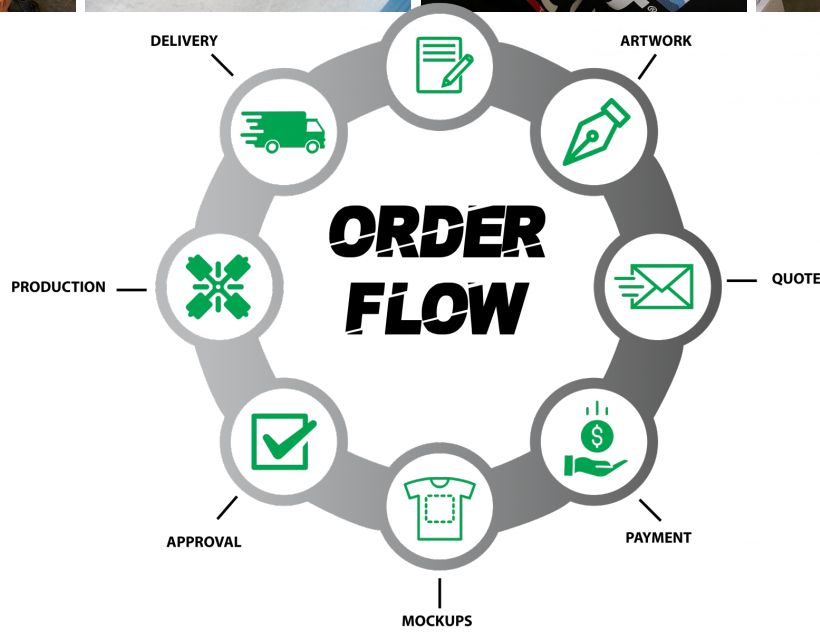 DELIVERY
ARTWORK
ORDER
FLOW
PRODUCTION
QUOTE
$
APPROVAL
PAYMENT
MOCKUPS